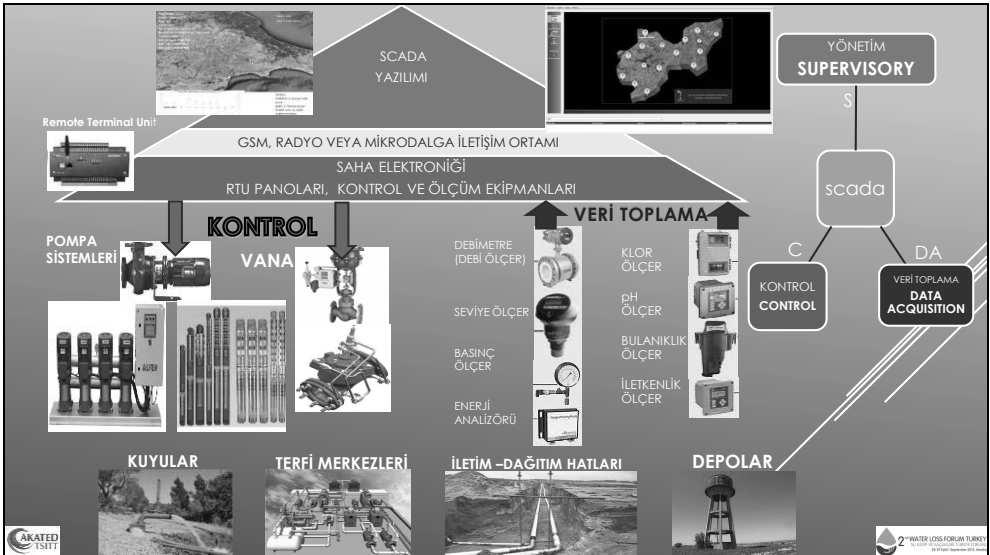 SCADA
YAZILIMI
Remote Terminal Unit
GSM, RADYO VEYA MİKRODALGA İLETİŞİM ORTAMI
SAHA ELEKTRONİĞİ
RTU PANOLARI, KONTROL VE ÖLÇÜM EKİPMANLARI
KONTROL
VERİ TOPLAMA
POMPA
SİSTEMLERİ
VANA
ALFEN
DEBİMETRE
(DEBİ ÖLÇER)
SEVİYE ÖLÇER
BASINÇ
ÖLÇER
ENERJİ
ANALİZÖRÜ
KLOR
ÖLÇER
pH
ÖLÇER
BULANIKLIK
ÖLÇER
İLETKENLİK
ÖLÇER
YÖNETİM
SUPERVISORY
S
scada
C
DA
KONTROL
CONTROL
VERİ TOPLAMA
DATA
ACQUISITION
KUYULAR
TERFİ MERKEZLERİ
İLETİM –DAĞITIM HATLARI
DEPOLAR
AKATED
TSITT
2nd WATER LOSS FORUM TURKEY